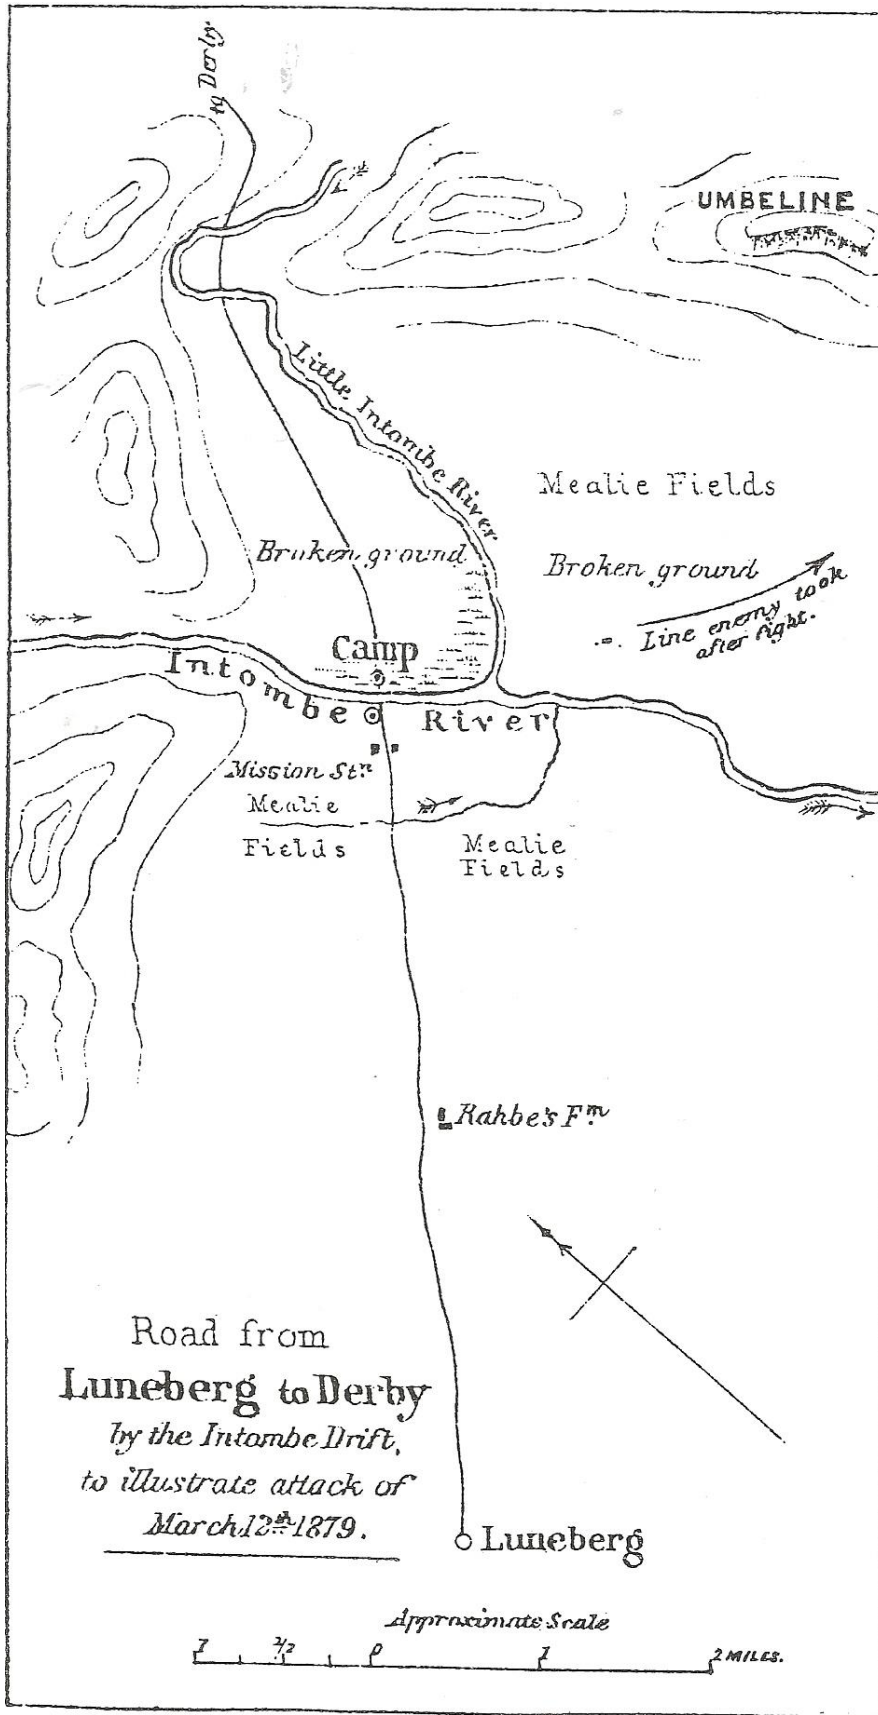 to Derby
UMBELINE
Little Intombe River
Mealie Fields
Broken ground
Broken ground
Line enemy took
after fight.
Camp
Intombe River
Mission Stn
Mealie
Fields
Mealie
Fields
Rahbe's Fm
Road from
Luneberg to Derby
by the Intombe Drift,
to illustrate attack of
March 12th 1879.
Luneberg
Approximate Scale
1 1/2 0 1 2 MILES.